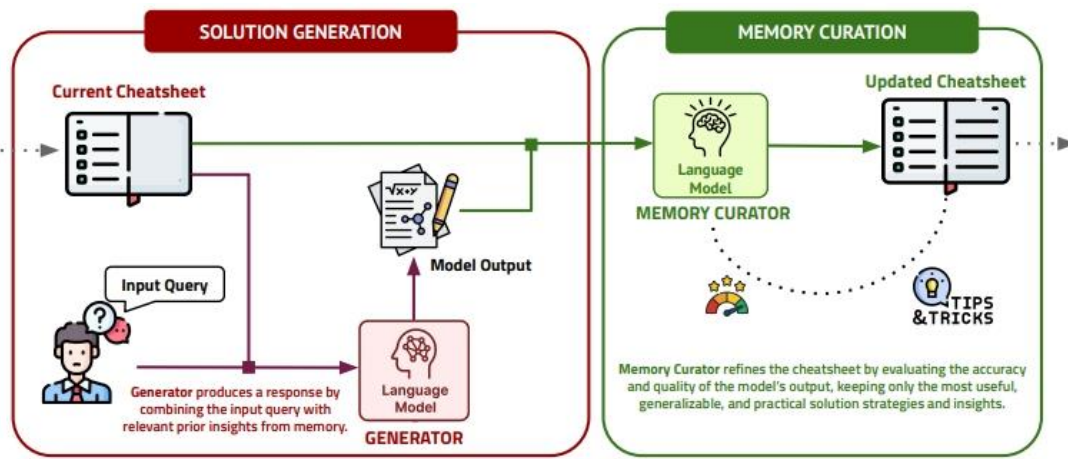 SOLUTION GENERATION
MEMORY CURATION
Current Cheatsheet
Updated Cheatsheet
√x+y
Language
Model
MEMORY CURATOR
Model Output
Input Query
?
TIPS
&TRICKS
Language
Model
GENERATOR
Generator produces a response by
combining the input query with
relevant prior insights from memory.
Memory Curator refines the cheatsheet by evaluating the accuracy
and quality of the model's output, keeping only the most useful,
generalizable, and practical solution strategies and insights.